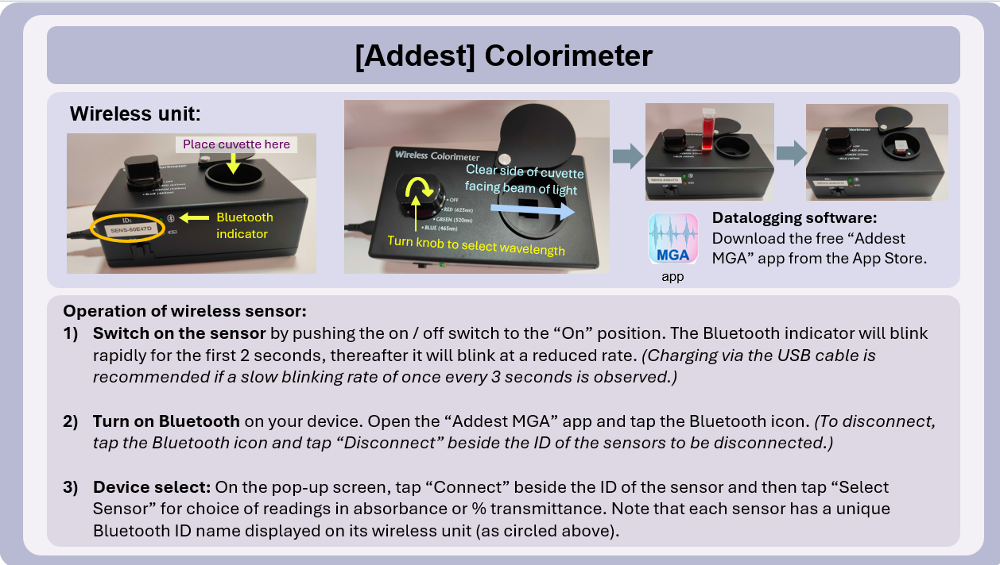 [Addest] Colorimeter
Wireless unit:
Place cuvette here
ID:
SENS-50E47D
Bluetooth
indicator
Wireless Colorimeter
Clear side of cuvette
facing beam of light
OFF
RED (625nm)
GREEN (520nm)
BLUE (465nm)
Turn knob to select wavelength
MGA
app
Datalogging software:
Download the free “Addest
MGA” app from the App Store.
Operation of wireless sensor:
1) Switch on the sensor by pushing the on / off switch to the “On” position. The Bluetooth indicator will blink
rapidly for the first 2 seconds, thereafter it will blink at a reduced rate. (Charging via the USB cable is
recommended if a slow blinking rate of once every 3 seconds is observed.)
2) Turn on Bluetooth on your device. Open the “Addest MGA” app and tap the Bluetooth icon. (To disconnect,
tap the Bluetooth icon and tap “Disconnect” beside the ID of the sensors to be disconnected.)
3) Device select: On the pop-up screen, tap “Connect” beside the ID of the sensor and then tap “Select
Sensor” for choice of readings in absorbance or % transmittance. Note that each sensor has a unique
Bluetooth ID name displayed on its wireless unit (as circled above).